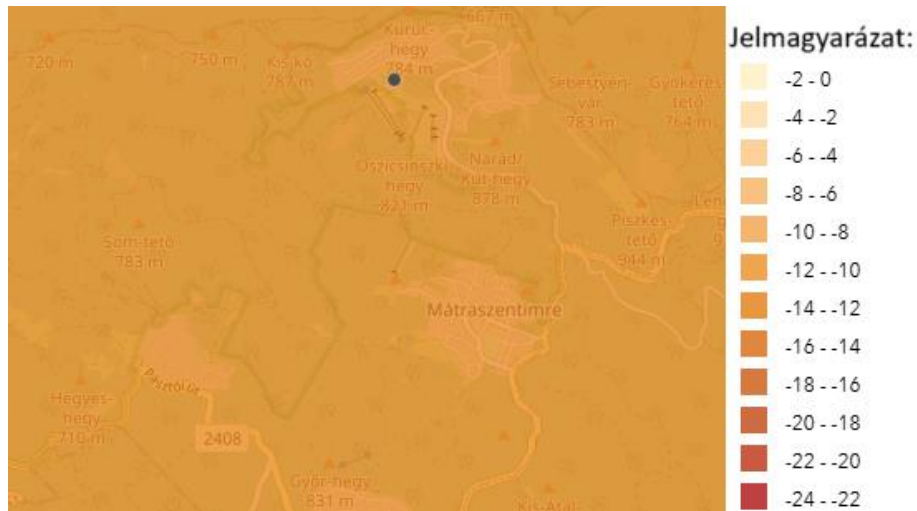 667 m
Kuruc-
hegy
784 m
720 m
750 m
Kis-kő
787 m
Sebestyén-
vár
783 m
Gyökeres-
tető
764 m
Oszicsinszki-
hegy
821 m
Nárád/
Kút-hegy
878 m
Som-tető
783 m
Piszkés-
tető
944 m
Mátraszentimre
Pásztói út
Hegyes-
hegy
710 m
2408
Győr-hegy
831 m
Jelmagyarázat:
-2 - 0
-4 - -2
-6 - -4
-8 - -6
-10 - -8
-12 - -10
-14 - -12
-16 - -14
-18 - -16
-20 - -18
-22 - -20
-24 - -22